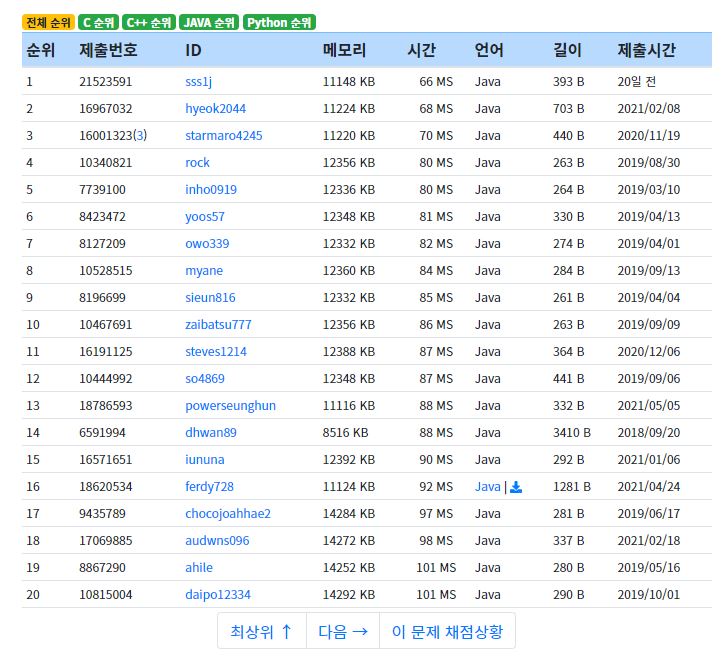 전체 순위 C 순위 C++ 순위 JAVA 순위 Python 순위
순위 제출번호 ID 메모리 시간 언어 길이 제출시간
1 21523591 sss1j 11148 KB 66 MS Java 393 B 20일 전
2 16967032 hyeok2044 11224 KB 68 MS Java 703 B 2021/02/08
3 16001323(3) starmaro4245 11220 KB 70 MS Java 440 B 2020/11/19
4 10340821 rock 12356 KB 80 MS Java 263 B 2019/08/30
5 7739100 inho0919 12336 KB 80 MS Java 264 B 2019/03/10
6 8423472 yoos57 12348 KB 81 MS Java 330 B 2019/04/13
7 8127209 owo339 12332 KB 82 MS Java 274 B 2019/04/01
8 10528515 myane 12360 KB 84 MS Java 284 B 2019/09/13
9 8196699 sieun816 12332 KB 85 MS Java 261 B 2019/04/04
10 10467691 zaibatsu777 12356 KB 86 MS Java 263 B 2019/09/09
11 16191125 steves1214 12388 KB 87 MS Java 364 B 2020/12/06
12 10444992 so4869 12348 KB 87 MS Java 441 B 2019/09/06
13 18786593 powerseunghun 11116 KB 88 MS Java 332 B 2021/05/05
14 6591994 dhwan89 8516 KB 88 MS Java 3410 B 2018/09/20
15 16571651 iununa 12392 KB 90 MS Java 292 B 2021/01/06
16 18620534 ferdy728 11124 KB 92 MS Java | 1281 B 2021/04/24
17 9435789 chocojoahhae2 14284 KB 97 MS Java 281 B 2019/06/17
18 17069885 audwns096 14272 KB 98 MS Java 337 B 2021/02/18
19 8867290 ahile 14252 KB 101 MS Java 280 B 2019/05/16
20 10815004 daipo12334 14292 KB 101 MS Java 290 B 2019/10/01
최상위 ↑ 다음 → 이 문제 채점상황